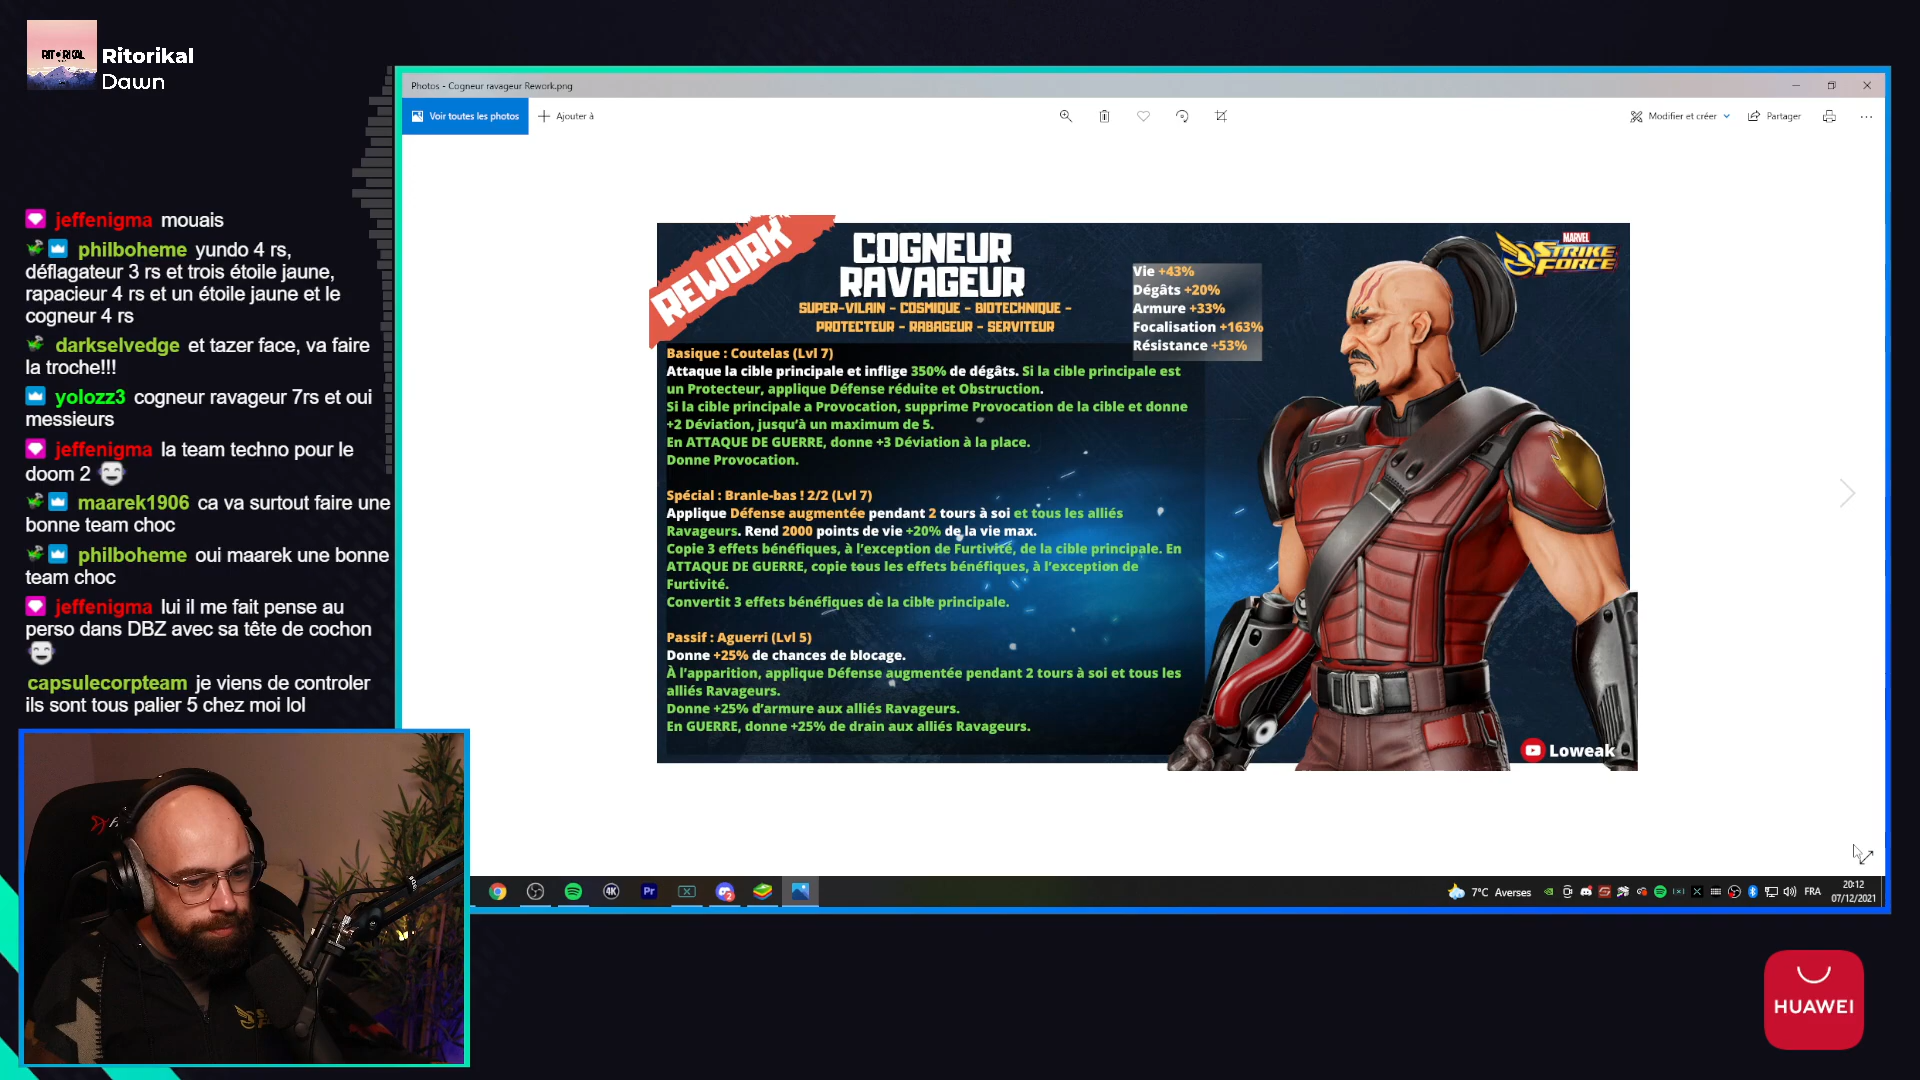 RIT●RIKAL
Ritorikal
Dawn
jeffenigma mouais
philboheme yundo 4 rs,
déflagateur 3 rs et trois étoile jaune,
rapacieur 4 rs et un étoile jaune et le
cogneur 4 rs
darkselvedge et tazer face, va faire
la troche!!!
yolozz3 cogneur ravageur 7rs et oui
messieurs
jeffenigma la team techno pour le
doom 2
maarek1906 ca va surtout faire une
bonne team choc
philboheme oui maarek une bonne
team choc
jeffenigma lui il me fait pense au
perso dans DBZ avec sa tête de cochon
capsulecorpteam je viens de controler
ils sont tous palier 5 chez moi lol
Photos - Cogneur ravageur Rework.png
Voir toutes les photos
Ajouter à
Modifier et créer
Partager
REWORK
COGNEUR
RAVAGEUR
SUPER-VILAIN - COSMIQUE - BIOTECHNIQUE -
PROTECTEUR - RABAGEUR - SERVITEUR
Vie +43%
Dégâts +20%
Armure +33%
Focalisation +163%
Résistance +53%
MARVEL
STRIKE
FORCE
Basique : Coutelas (Lvl 7)
Attaque la cible principale et inflige 350% de dégâts. Si la cible principale est
un Protecteur, applique Défense réduite et Obstruction.
Si la cible principale a Provocation, supprime Provocation de la cible et donne
+2 Déviation, jusqu'à un maximum de 5.
En ATTAQUE DE GUERRE, donne +3 Déviation à la place.
Donne Provocation.
Spécial : Branle-bas ! 2/2 (Lvl 7)
Applique Défense augmentée pendant 2 tours à soi et tous les alliés
Ravageurs. Rend 2000 points de vie +20% de la vie max.
Copie 3 effets bénéfiques, à l'exception de Furtivité, de la cible principale. En
ATTAQUE DE GUERRE, copie tous les effets bénéfiques, à l'exception de
Furtivité.
Convertit 3 effets bénéfiques de la cible principale.
Passif : Aguerri (Lvl 5)
Donne +25% de chances de blocage.
À l'apparition, applique Défense augmentée pendant 2 tours à soi et tous les
alliés Ravageurs.
Donne +25% d'armure aux alliés Ravageurs.
En GUERRE, donne +25% de drain aux alliés Ravageurs.
Loweak
4K
Pr
7°C Averses
FRA
20:12
07/12/2021
HUAWEI